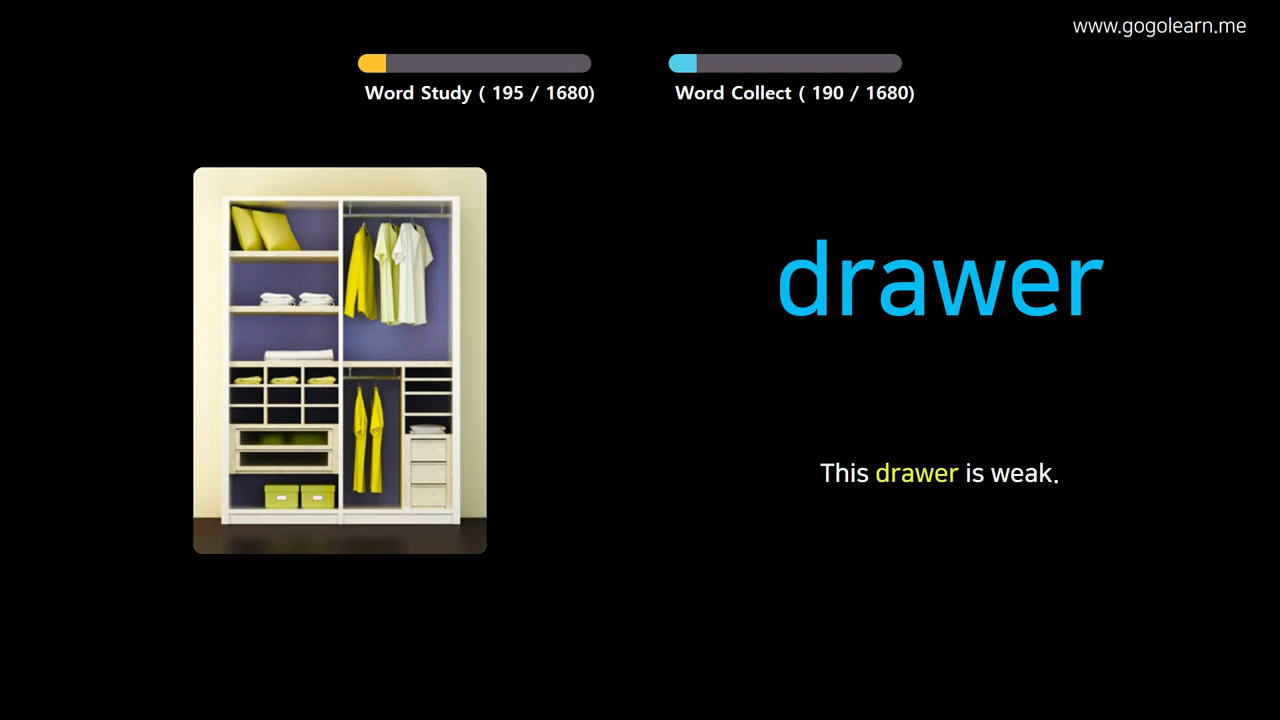 www.gogolearn.me
Word Study ( 195 / 1680)
Word Collect ( 190 / 1680)
drawer
This drawer is weak.